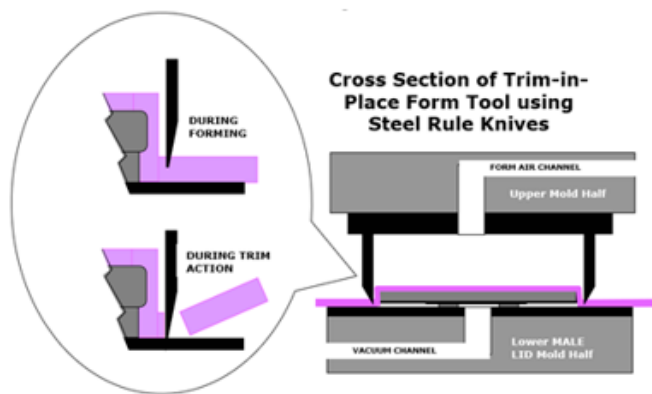 DURING
FORMING
DURING TRIM
ACTION
Cross Section of Trim-in-
Place Form Tool using
Steel Rule Knives
FORM AIR CHANNEL
Upper Mold Half
VACUUM CHANNEL
Lower MALE
LID Mold Half